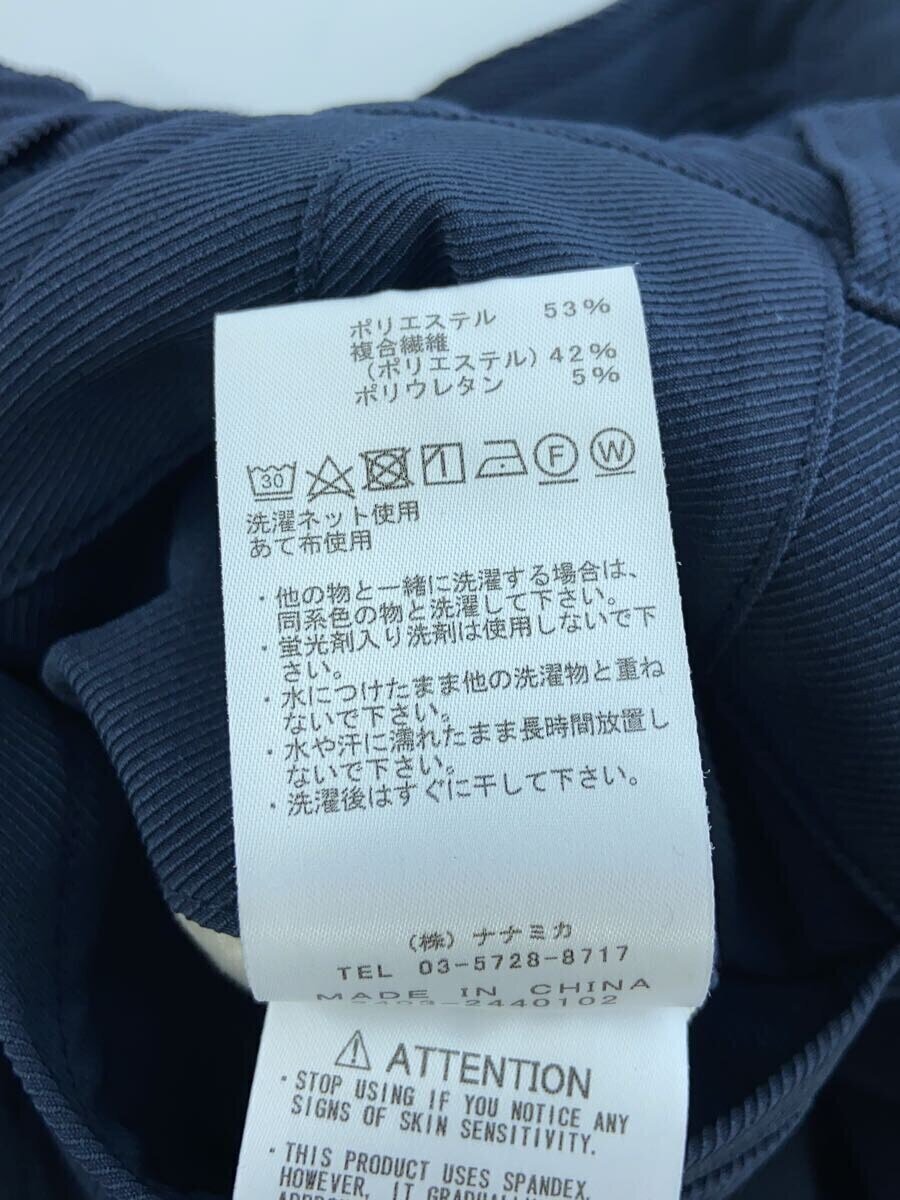 ポリエステル 53%
複合繊維
(ポリエステル) 42%
ポリウレタン 5%
30 F W
洗濯ネット使用
あて布使用
・他の物と一緒に洗濯する場合は、
同系色の物と洗濯して下さい。
・蛍光剤入り洗剤は使用しないで下
さい。
・水につけたまま他の洗濯物と重ね
ないで下さい。
・水や汗に濡れたまま長時間放置し
ないで下さい。
・洗濯後はすぐに干して下さい。
(株) ナナミカ
TEL 03-5728-8717
MADE IN CHINA
ATTENTION
・STOP USING IF YOU NOTICE ANY
SIGNS OF SKIN SENSITIVITY.
・THIS PRODUCT USES SPANDEX.
HOWEVER, IT